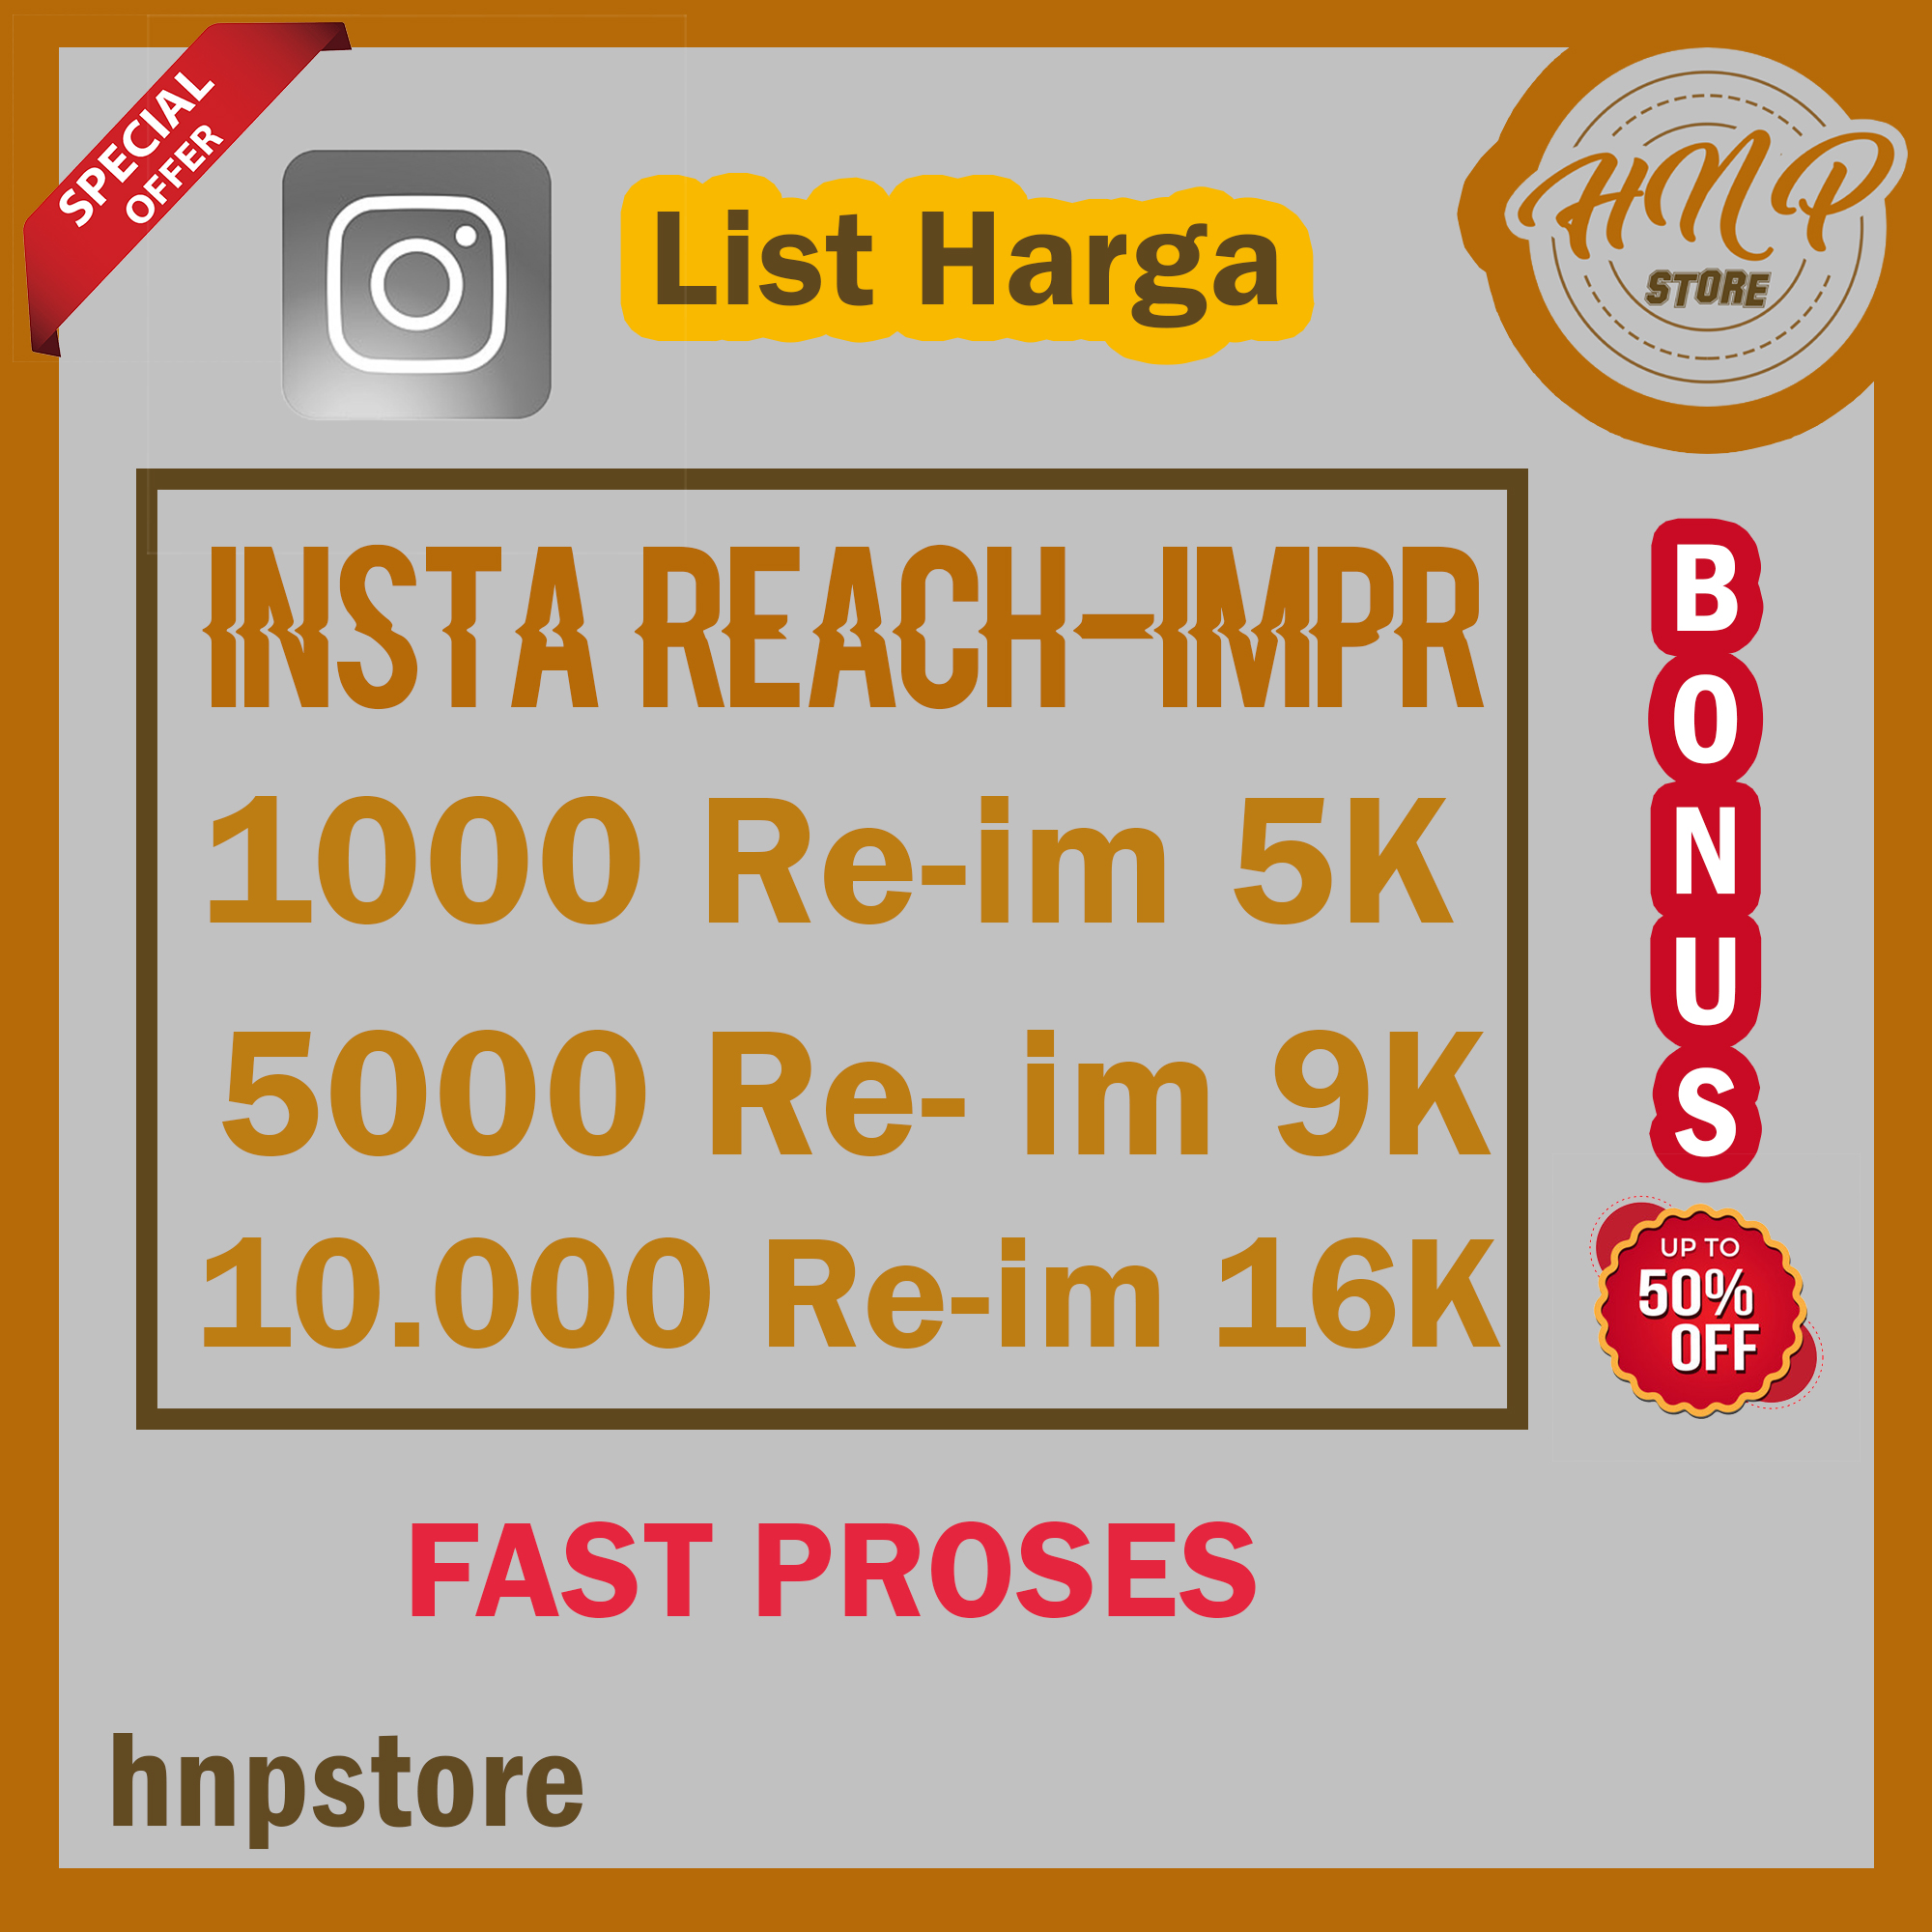 SPECIAL
OFFER
List Harga
HNP
STORE
INSTA REACH-IMPR
1000 Re-im 5K
5000 Re- im 9K
10.000 Re-im 16K
BONUS
UP TO
50%
OFF
FAST PROSES
hnpstore